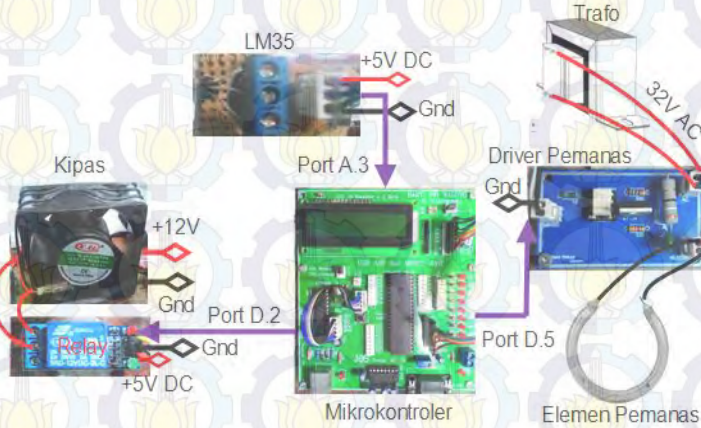 Trafo
LM35
+5V DC
Gnd
32V AC
Kipas
Port A.3
Driver Pemanas
Gnd
+12V
Gnd
Port D.2
Relay
Gnd
+5V DC
Port D.5
Mikrokontroler
Elemen Pemanas